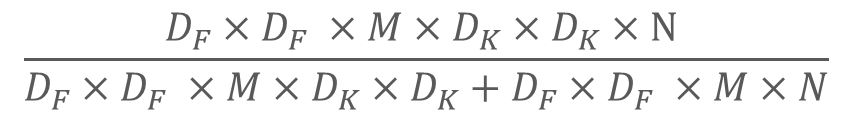 D_F × D_F × M × D_K × D_K × N
D_F × D_F × M × D_K × D_K + D_F × D_F × M × N